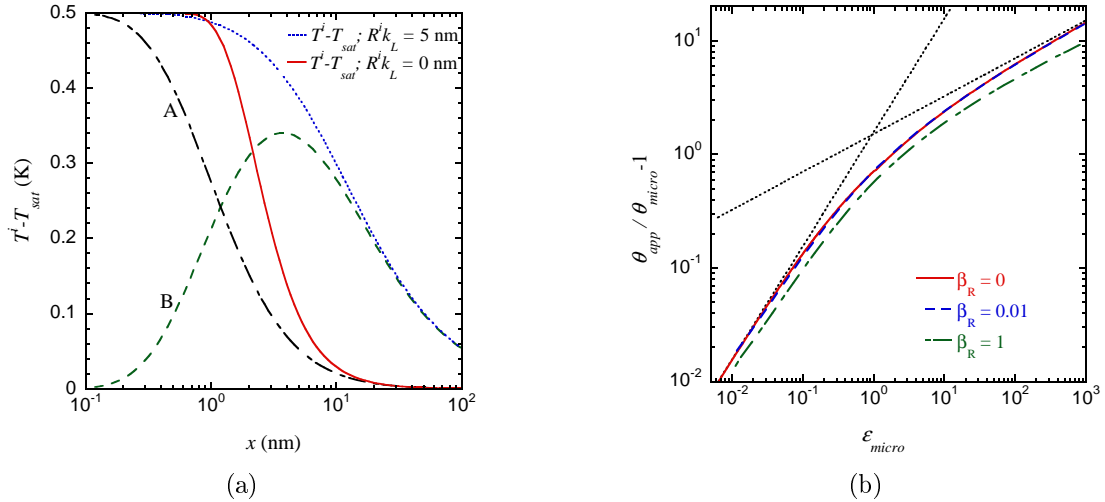 T^i-T_sat; R^i k_L = 5 nm
T^i-T_sat; R^i k_L = 0 nm
A
B
0.5
0.4
0.3
0.2
0.1
0
T^i-T_sat (K)
10^-1
10^0
10^1
10^2
x (nm)
(a)
10^1
10^0
10^-1
10^-2
θ_app / θ_micro -1
β_R = 0
β_R = 0.01
β_R = 1
10^-2
10^-1
10^0
10^1
10^2
10^3
ε_micro
(b)